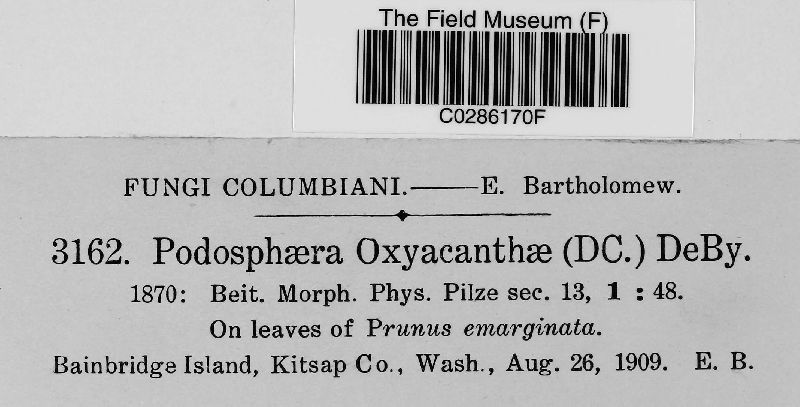 The Field Museum (F)
C0286170F
FUNGI COLUMBIANI.——E. Bartholomew.
3162. Podosphæra Oxyacanthæ (DC.) DeBy.
1870: Beit. Morph. Phys. Pilze sec. 13, 1 : 48.
On leaves of Prunus emarginata.
Bainbridge Island, Kitsap Co., Wash., Aug. 26, 1909. E. B.